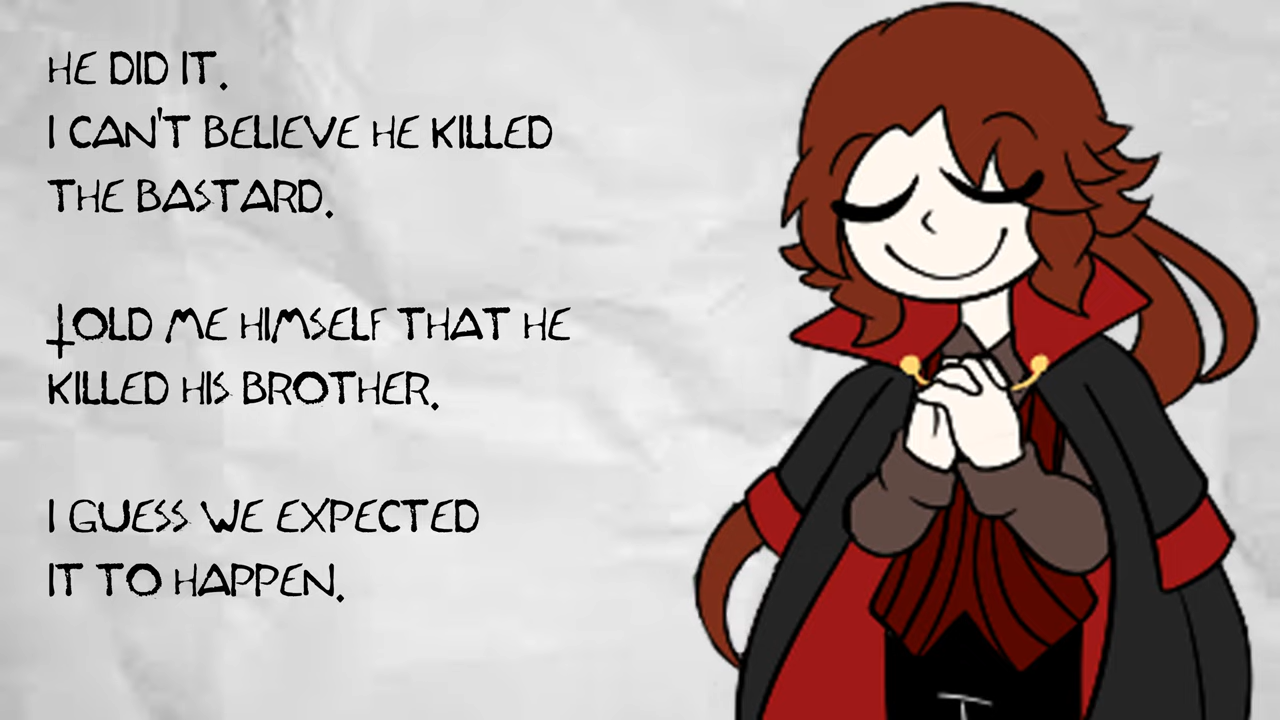 HE DID IT.
I CAN'T BELIEVE HE KILLED
THE BASTARD.
TOLD ME HIMSELF THAT HE
KILLED HIS BROTHER.
I GUESS WE EXPECTED
IT TO HAPPEN.